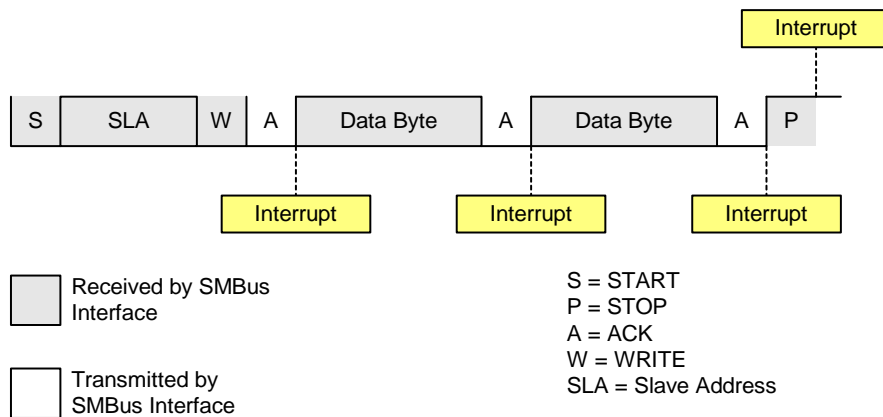 Interrupt
S
SLA
W
A
Data Byte
A
Data Byte
A
P
Interrupt
Interrupt
Interrupt
Received by SMBus
Interface
Transmitted by
SMBus Interface
S = START
P = STOP
A = ACK
W = WRITE
SLA = Slave Address